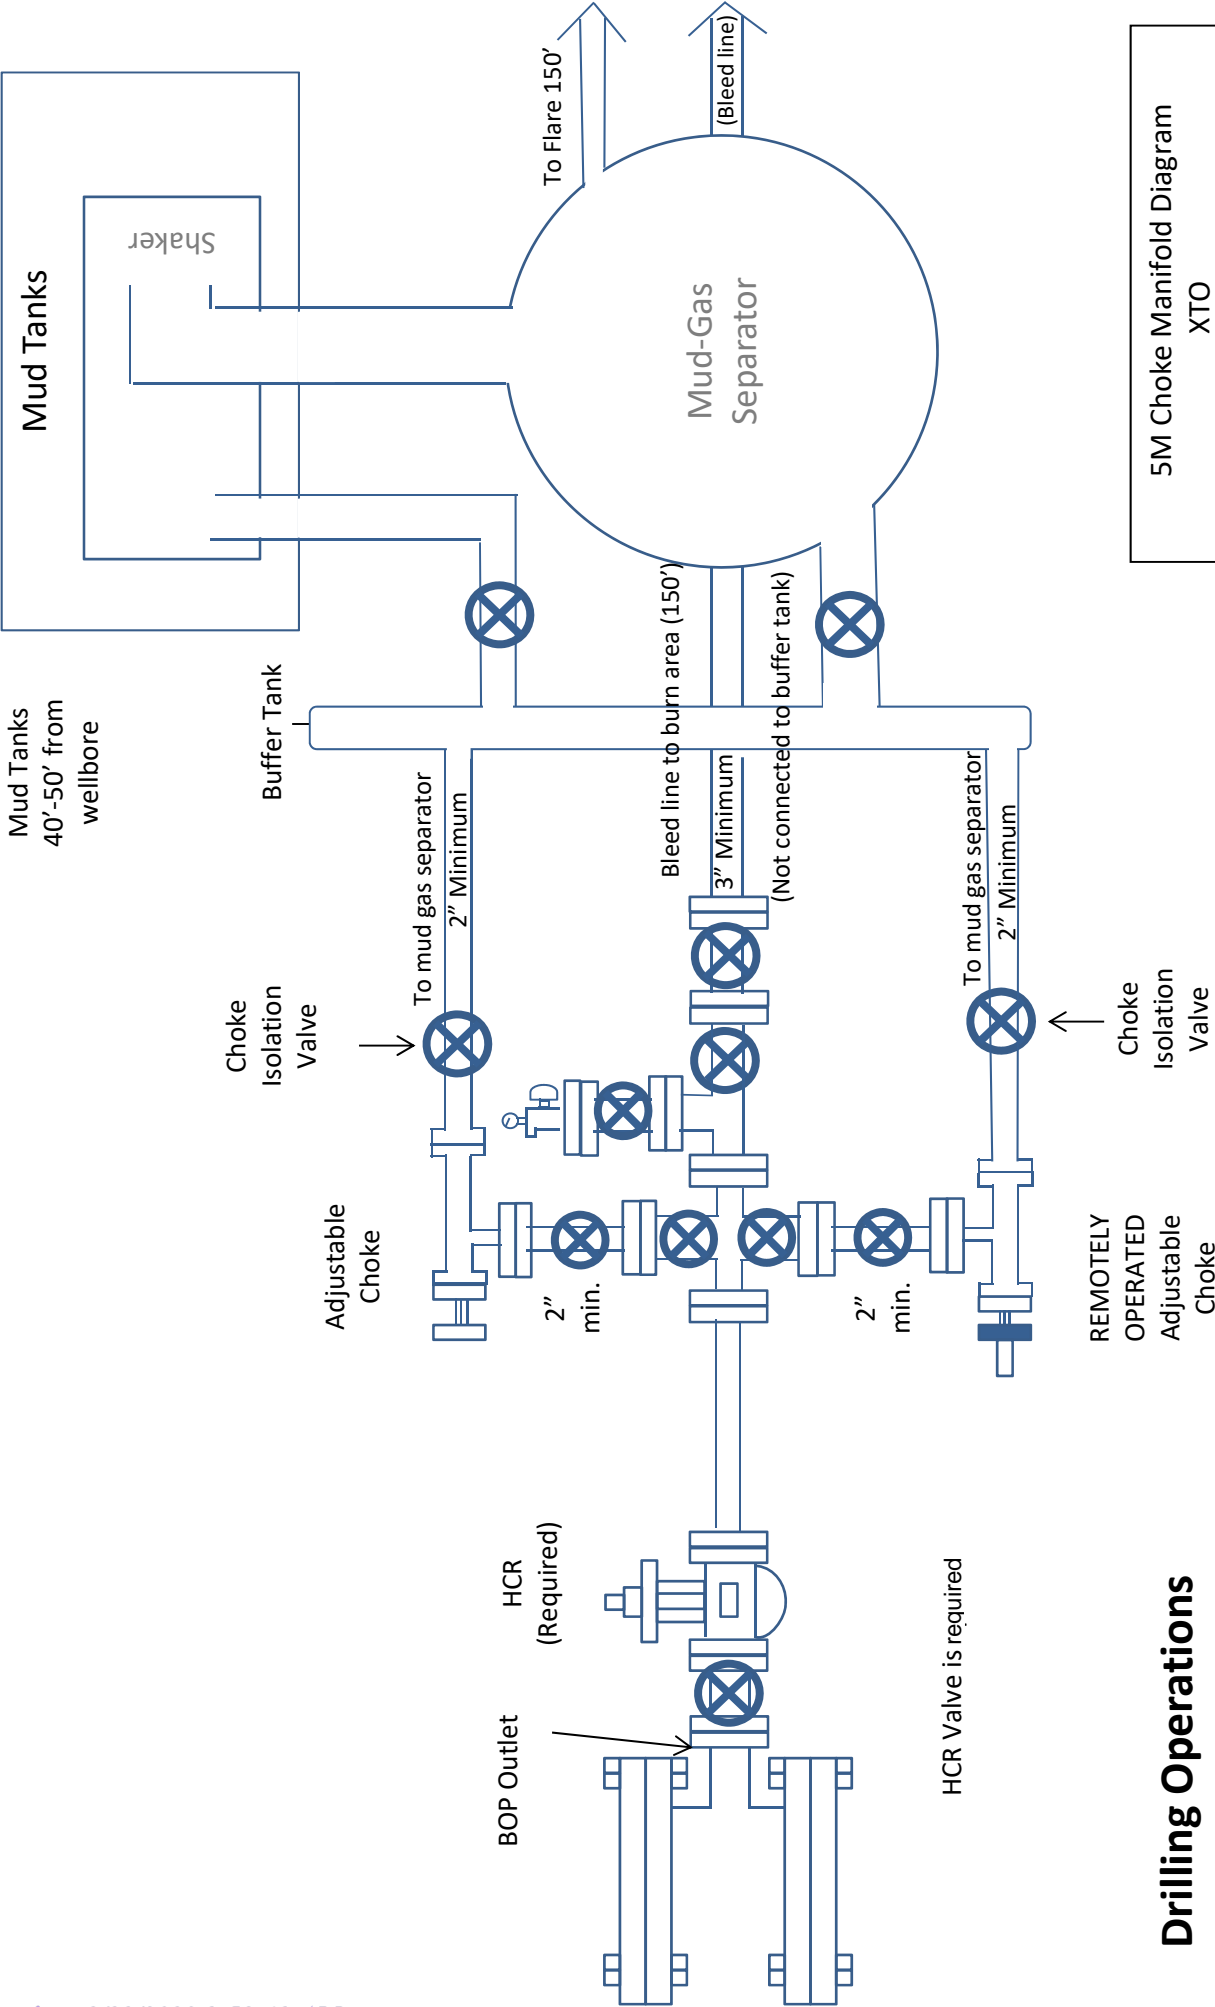 Mud Tanks
40’-50’ from
wellbore
Mud Tanks
Shaker
Buffer Tank
Choke
Isolation
Valve
Adjustable
Choke
To mud gas separator
2” Minimum
To Flare 150’
(Bleed line)
Mud-Gas
Separator
HCR
(Required)
BOP Outlet
2”
min.
2”
min.
Bleed line to burn area (150’)
3” Minimum
(Not connected to buffer tank)
To mud gas separator
2” Minimum
HCR Valve is required
REMOTELY
OPERATED
Adjustable
Choke
Choke
Isolation
Valve
Drilling Operations
5M Choke Manifold Diagram
XTO